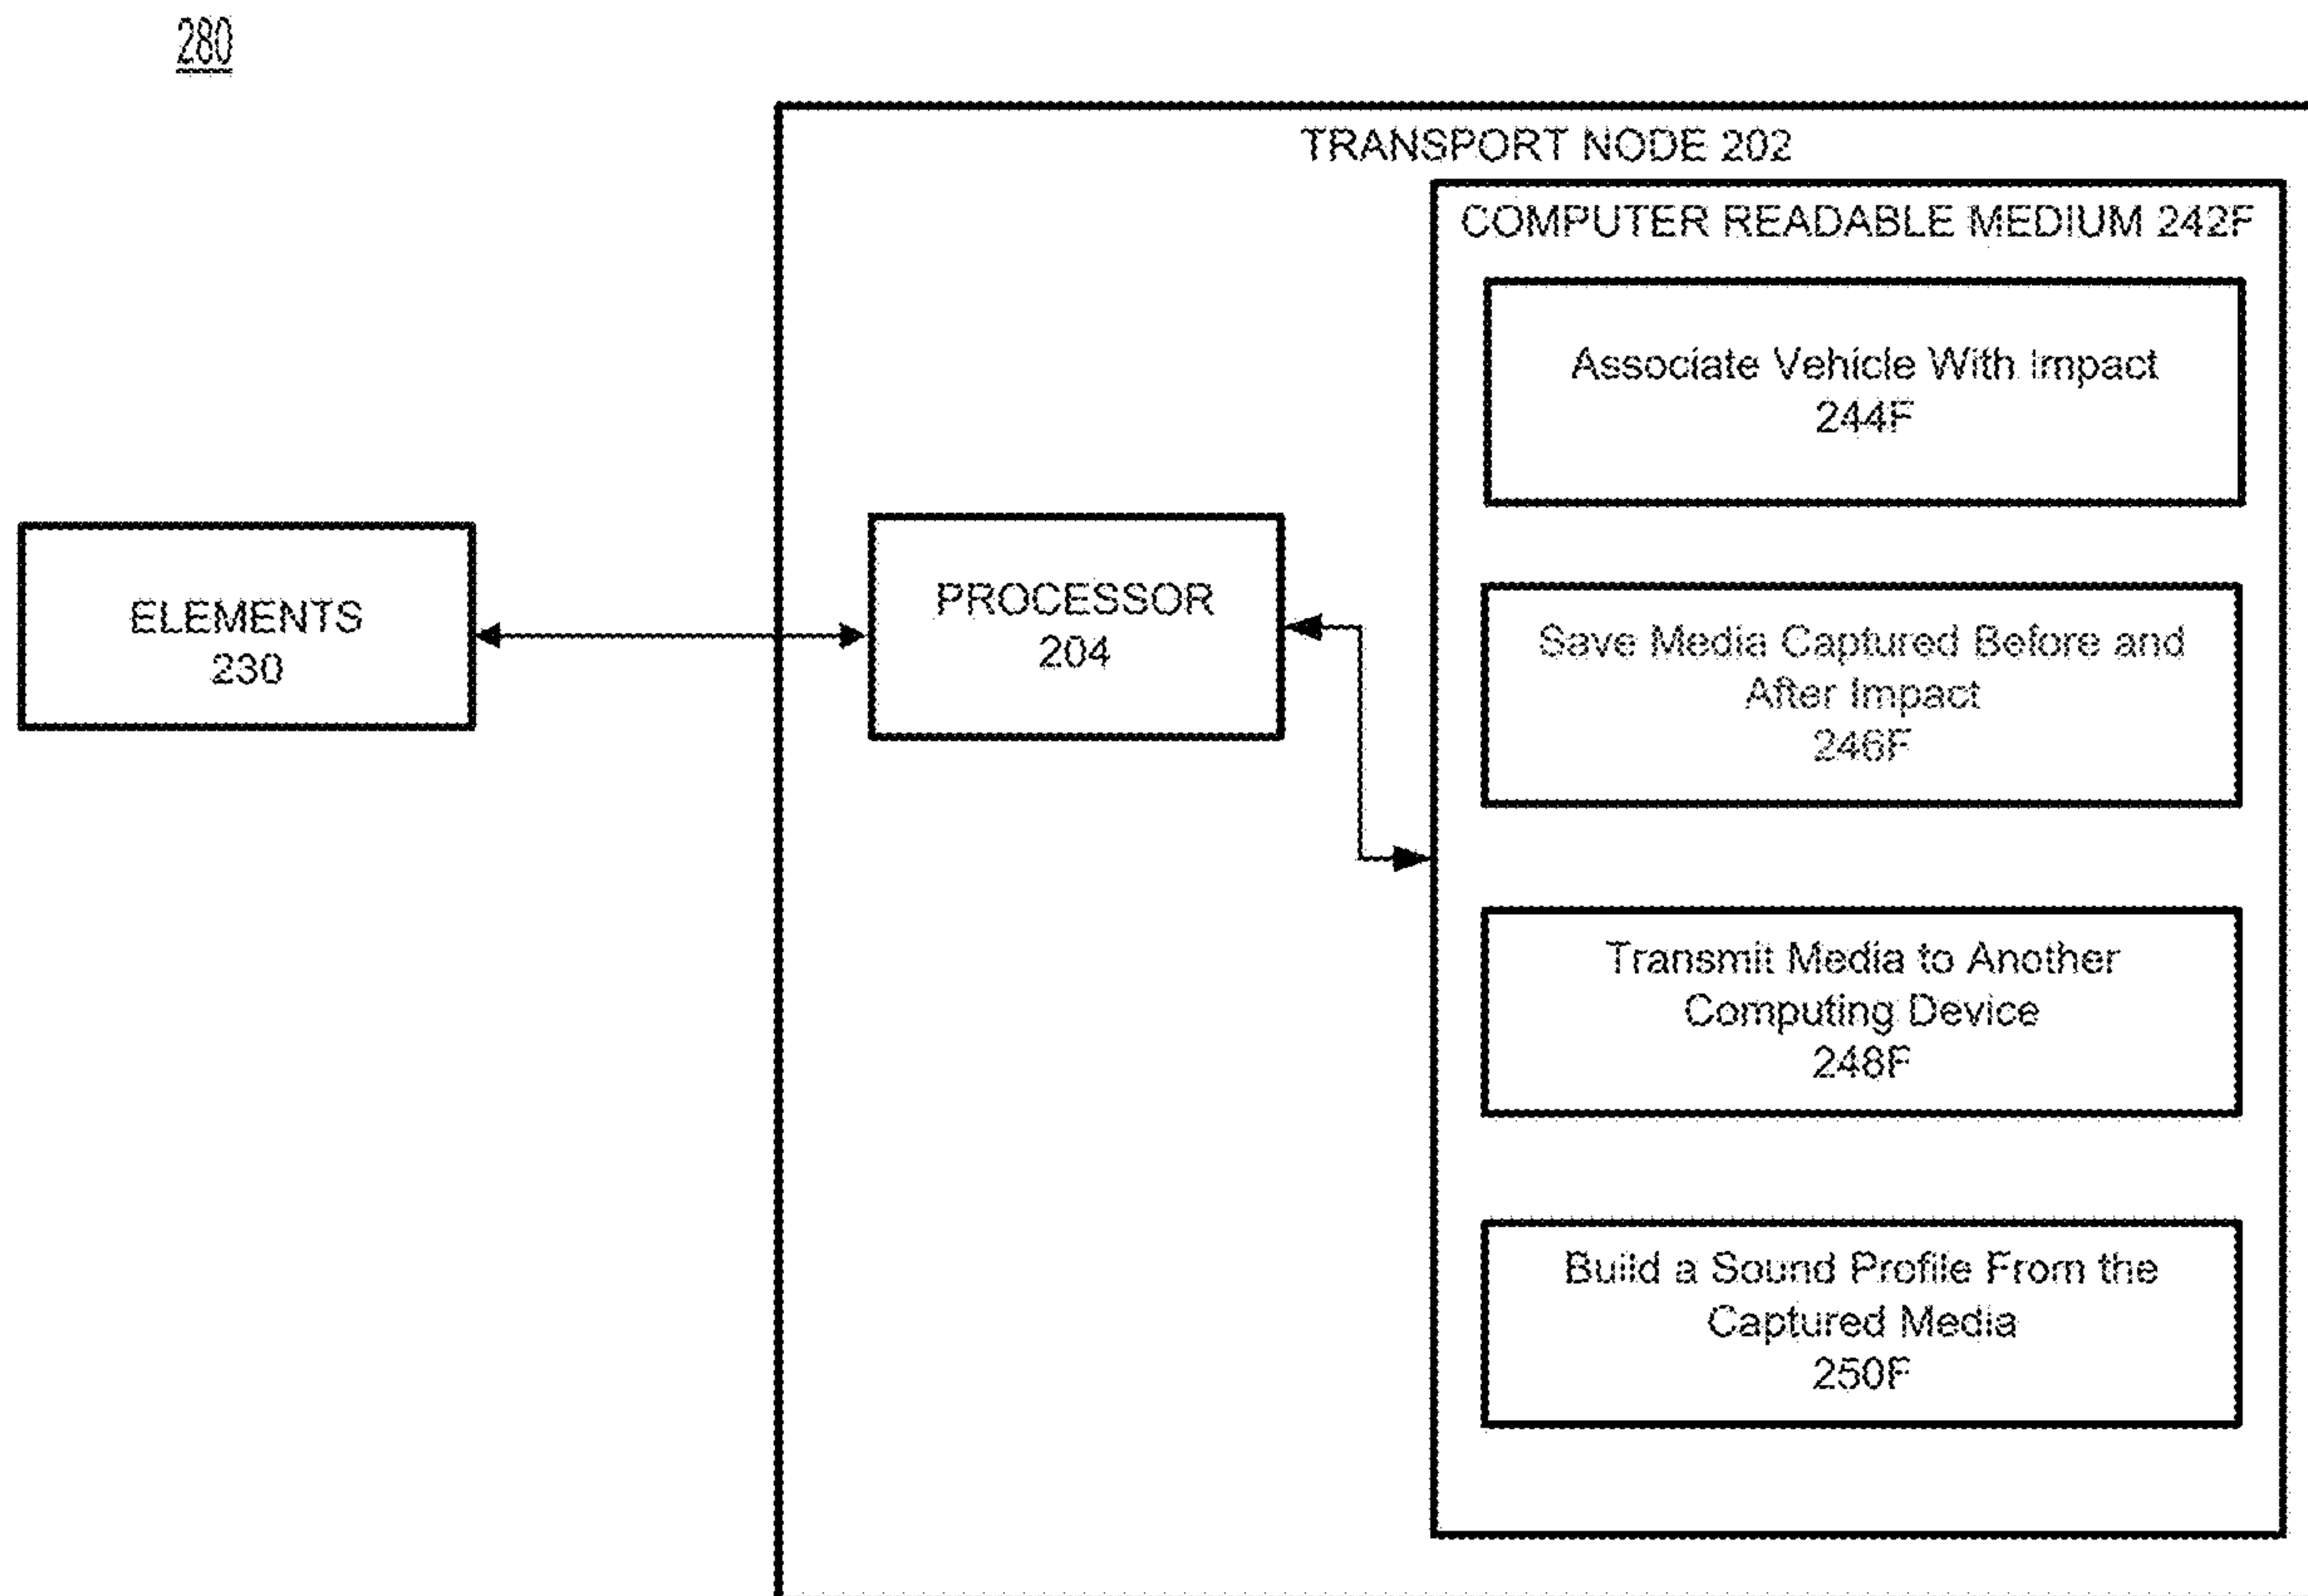 280
TRANSPORT NODE 202
COMPUTER READABLE MEDIUM 242F
Associate Vehicle With Impact
244F
ELEMENTS
230
PROCESSOR
204
Save Media Captured Before and
After Impact
246F
Transmit Media to Another
Computing Device
248F
Build a Sound Profile From the
Captured Media
250F